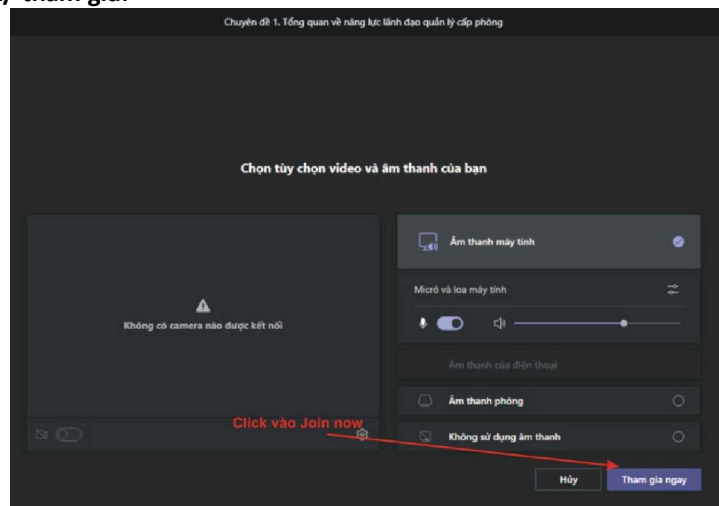 tham gia.
Chuyên đề 1. Tổng quan về năng lực lãnh đạo quản lý cấp phòng
Chọn tùy chọn video và âm thanh của bạn
Âm thanh máy tính
Micrô và loa máy tính
Không có camera nào được kết nối
Âm thanh của điện thoại
Âm thanh phòng
Click vào Join now
Không sử dụng âm thanh
Hủy
Tham gia ngay